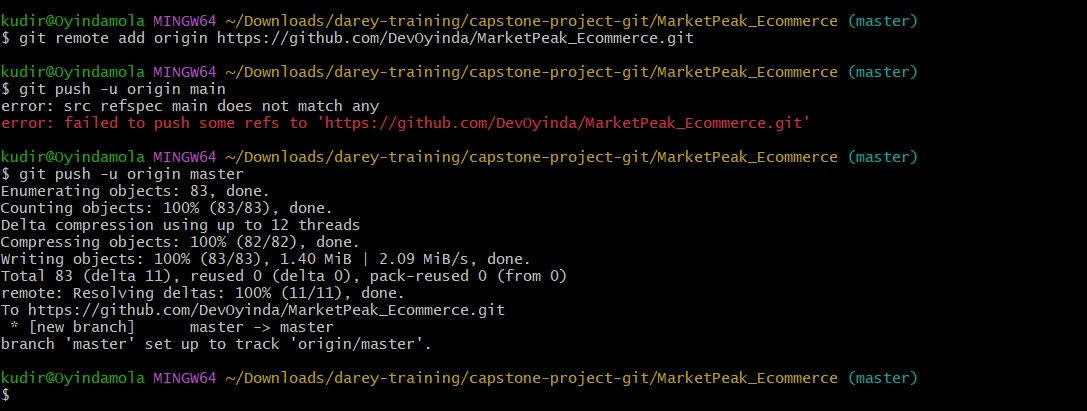 kudir@Oyindamola MINGW64 ~/Downloads/darey-training/capstone-project-git/MarketPeak_Ecommerce (master)
$ git remote add origin https://github.com/DevOyinda/MarketPeak_Ecommerce.git
kudir@Oyindamola MINGW64 ~/Downloads/darey-training/capstone-project-git/MarketPeak_Ecommerce (master)
$ git push -u origin main
error: src refspec main does not match any
error: failed to push some refs to 'https://github.com/DevOyinda/MarketPeak_Ecommerce.git'
kudir@Oyindamola MINGW64 ~/Downloads/darey-training/capstone-project-git/MarketPeak_Ecommerce (master)
$ git push -u origin master
Enumerating objects: 83, done.
Counting objects: 100% (83/83), done.
Delta compression using up to 12 threads
Compressing objects: 100% (82/82), done.
Writing objects: 100% (83/83), 1.40 MiB | 2.09 MiB/s, done.
Total 83 (delta 11), reused 0 (delta 0), pack-reused 0 (from 0)
remote: Resolving deltas: 100% (11/11), done.
To https://github.com/DevOyinda/MarketPeak_Ecommerce.git
 * [new branch]      master -> master
branch 'master' set up to track 'origin/master'.
kudir@Oyindamola MINGW64 ~/Downloads/darey-training/capstone-project-git/MarketPeak_Ecommerce (master)
$